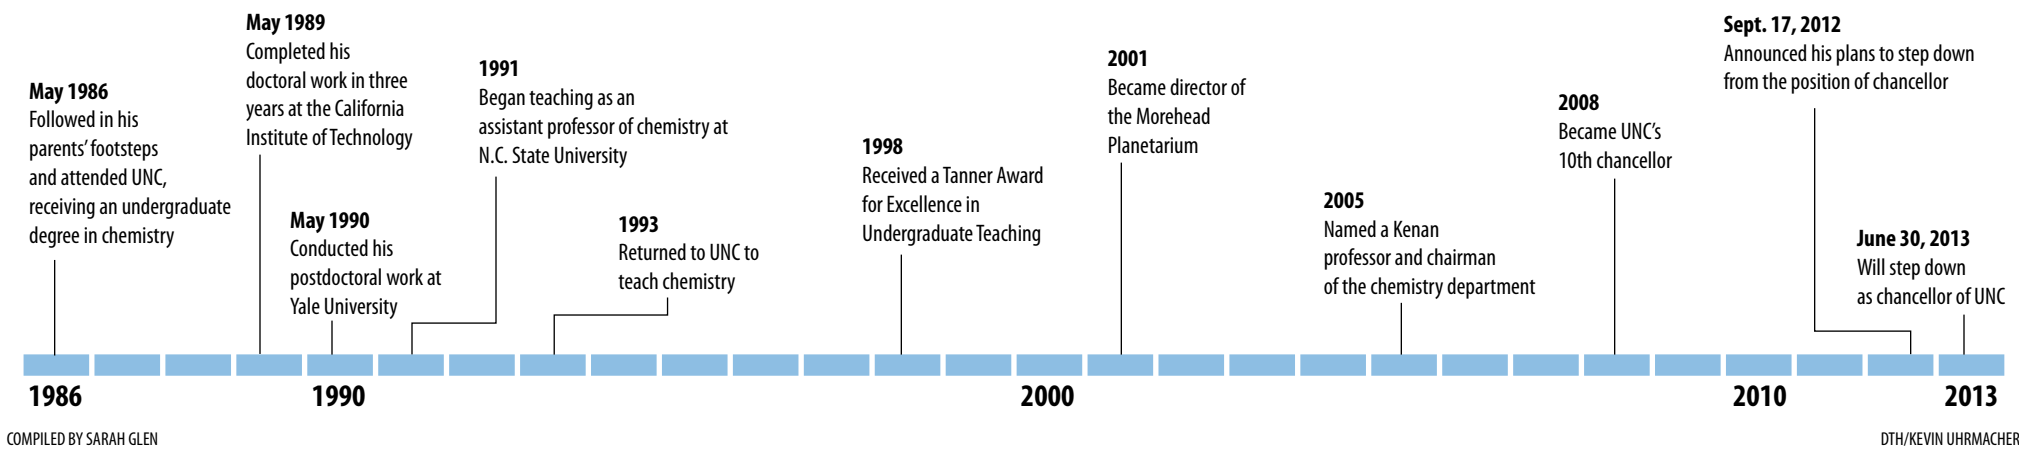 May 1986
Followed in his
parents’ footsteps
and attended UNC,
receiving an undergraduate
degree in chemistry
May 1989
Completed his
doctoral work in three
years at the California
Institute of Technology
May 1990
Conducted his
postdoctoral work at
Yale University
1991
Began teaching as an
assistant professor of chemistry at
N.C. State University
1993
Returned to UNC to
teach chemistry
1998
Received a Tanner Award
for Excellence in
Undergraduate Teaching
2001
Became director of
the Morehead
Planetarium
2005
Named a Kenan
professor and chairman
of the chemistry department
2008
Became UNC’s
10th chancellor
Sept. 17, 2012
Announced his plans to step down
from the position of chancellor
June 30, 2013
Will step down
as chancellor of UNC
1986
1990
2000
2010
2013
COMPILED BY SARAH GLEN
DTH/KEVIN UHRMACHER